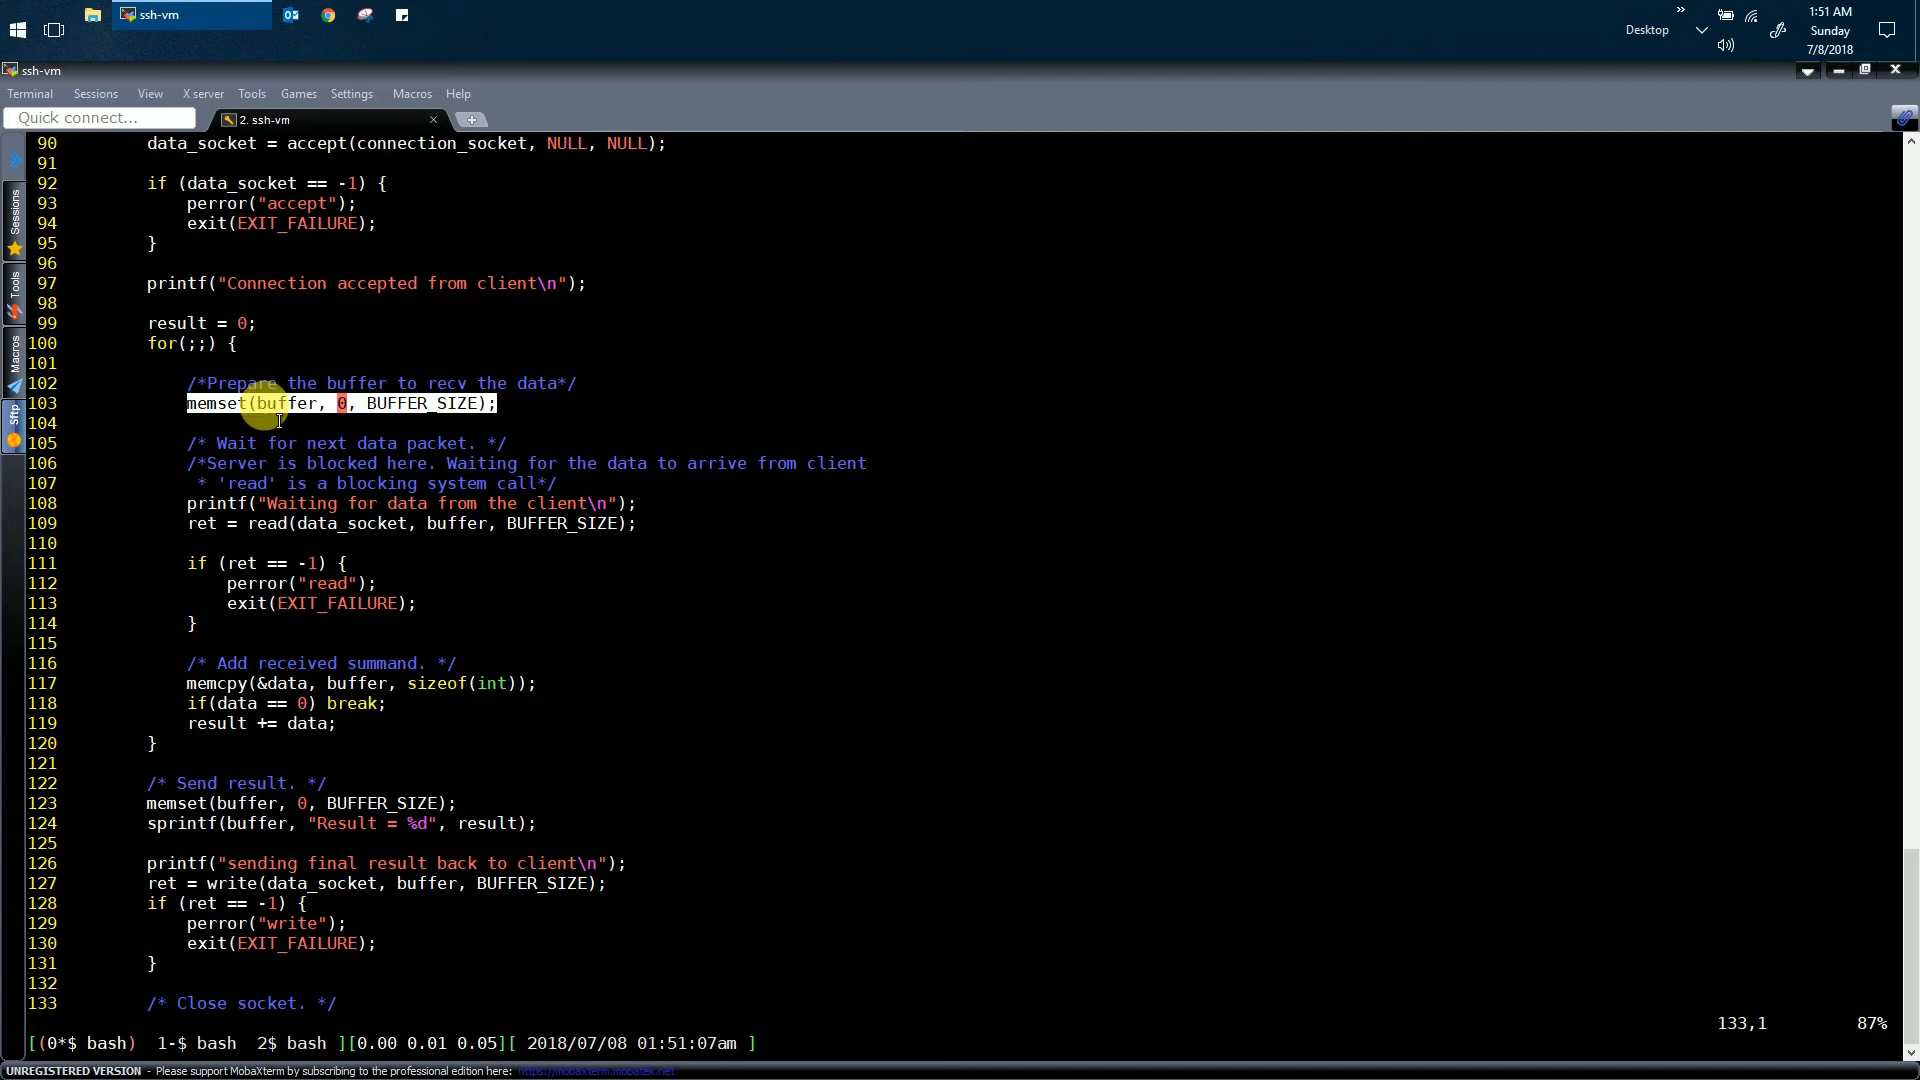 ssh-vm
Desktop
1:51 AM
Sunday
7/8/2018
ssh-vm
Terminal Sessions View X server Tools Games Settings Macros Help
Quick connect...
2. ssh-vm
Sessions
Tools
Macros
Sftp
90 data_socket = accept(connection_socket, NULL, NULL);
91
92 if (data_socket == -1) {
93 perror("accept");
94 exit(EXIT_FAILURE);
95 }
96
97 printf("Connection accepted from client\n");
98
99 result = 0;
100 for(;;) {
101
102 /*Prepare the buffer to recv the data*/
103 memset(buffer, 0, BUFFER_SIZE);
104
105 /* Wait for next data packet. */
106 /*Server is blocked here. Waiting for the data to arrive from client
107 * 'read' is a blocking system call*/
108 printf("Waiting for data from the client\n");
109 ret = read(data_socket, buffer, BUFFER_SIZE);
110
111 if (ret == -1) {
112 perror("read");
113 exit(EXIT_FAILURE);
114 }
115
116 /* Add received summand. */
117 memcpy(&data, buffer, sizeof(int));
118 if(data == 0) break;
119 result += data;
120 }
121
122 /* Send result. */
123 memset(buffer, 0, BUFFER_SIZE);
124 sprintf(buffer, "Result = %d", result);
125
126 printf("sending final result back to client\n");
127 ret = write(data_socket, buffer, BUFFER_SIZE);
128 if (ret == -1) {
129 perror("write");
130 exit(EXIT_FAILURE);
131 }
132
133 /* Close socket. */
133,1 87%
[(0*$ bash) 1-$ bash 2$ bash ][0.00 0.01 0.05][ 2018/07/08 01:51:07am ]
UNREGISTERED VERSION - Please support MobaXterm by subscribing to the professional edition here: https://mobaxterm.mobatek.net